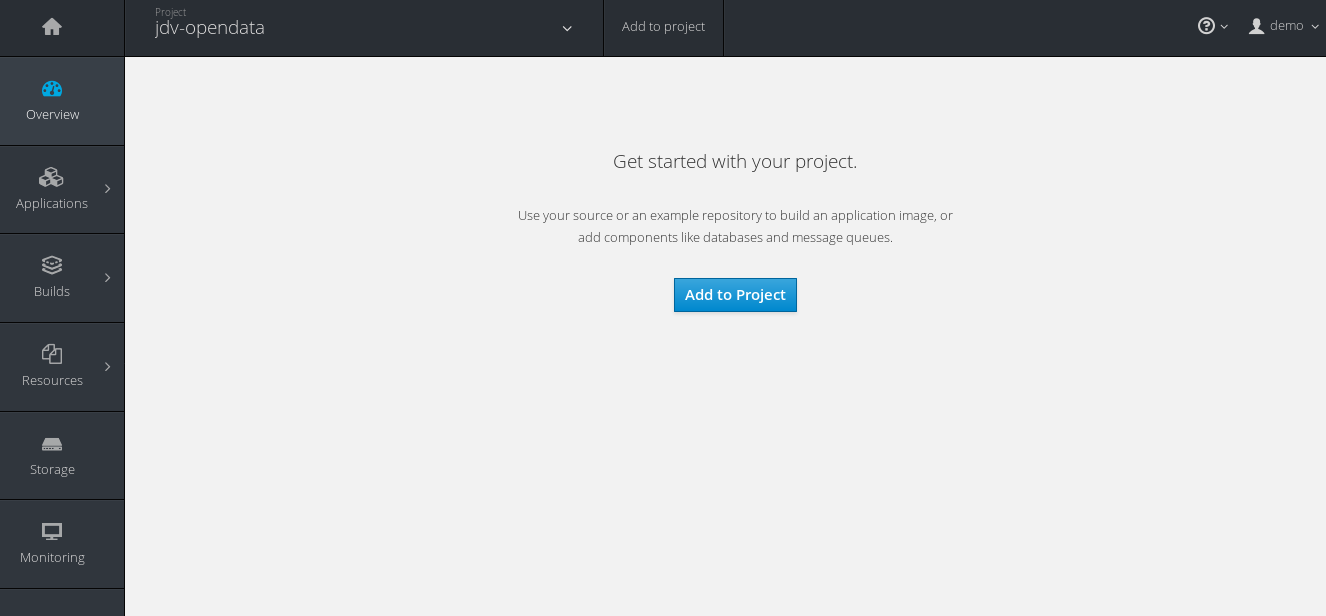 Project
jdv-opendata
Add to project
demo
Overview
Applications
Builds
Resources
Storage
Monitoring
Get started with your project.
Use your source or an example repository to build an application image, or
add components like databases and message queues.
Add to Project